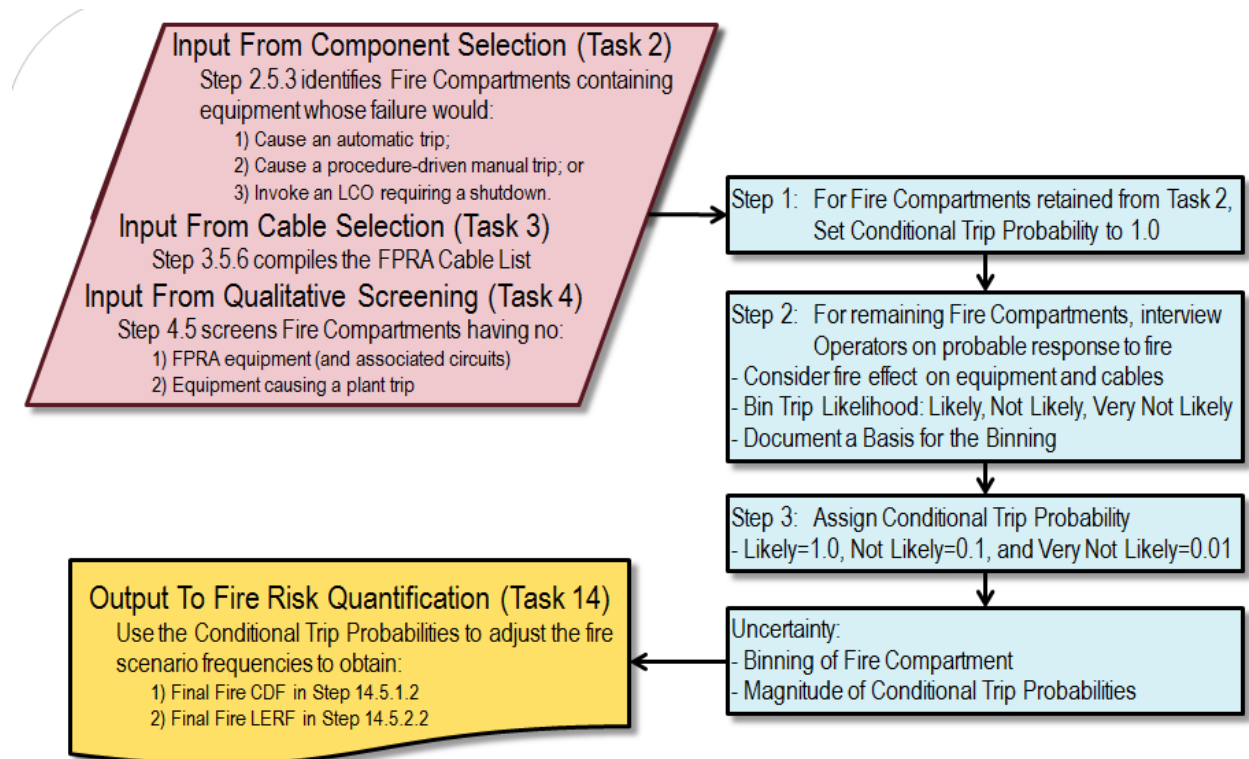 Input From Component Selection (Task 2)
Step 2.5.3 identifies Fire Compartments containing
equipment whose failure would:
1) Cause an automatic trip;
2) Cause a procedure-driven manual trip; or
3) Invoke an LCO requiring a shutdown.
Input From Cable Selection (Task 3)
Step 3.5.6 compiles the FPRA Cable List
Input From Qualitative Screening (Task 4)
Step 4.5 screens Fire Compartments having no:
1) FPRA equipment (and associated circuits)
2) Equipment causing a plant trip
Step 1: For Fire Compartments retained from Task 2,
Set Conditional Trip Probability to 1.0
Step 2: For remaining Fire Compartments, interview
Operators on probable response to fire
- Consider fire effect on equipment and cables
- Bin Trip Likelihood: Likely, Not Likely, Very Not Likely
- Document a Basis for the Binning
Step 3: Assign Conditional Trip Probability
- Likely=1.0, Not Likely=0.1, and Very Not Likely=0.01
Uncertainty:
- Binning of Fire Compartment
- Magnitude of Conditional Trip Probabilities
Output To Fire Risk Quantification (Task 14)
Use the Conditional Trip Probabilities to adjust the fire
scenario frequencies to obtain:
1) Final Fire CDF in Step 14.5.1.2
2) Final Fire LERF in Step 14.5.2.2